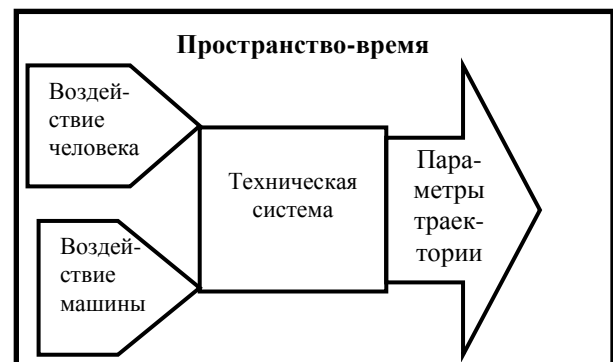 Пространство-время
Воздей-
ствие
человека
Воздей-
ствие
машины
Техническая
система
Пара-
метры
траек-
тории